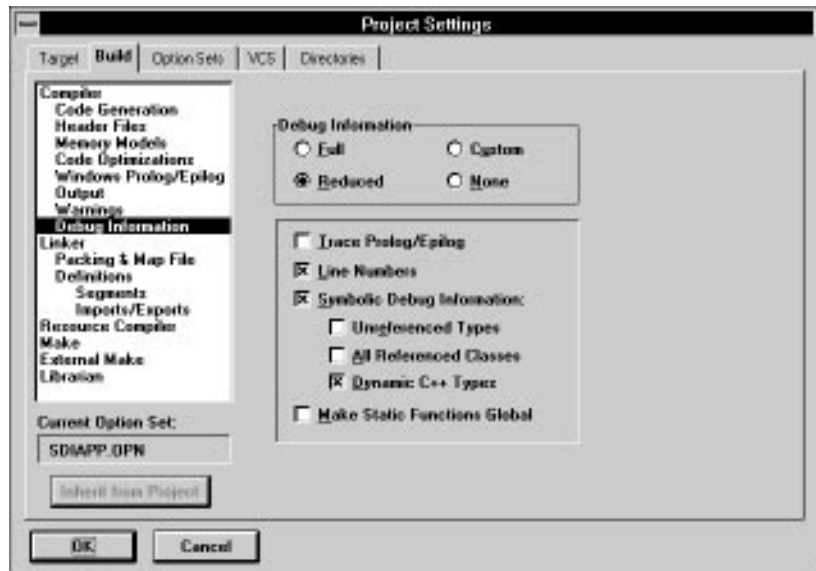 Project Settings
Target Build Option Sets VCS Directories
Compiler
Code Generation
Header Files
Memory Models
Code Optimizations
Windows Prolog/Epilog
Output
Warnings
Debug Information
Linker
Packing & Map File
Definitions
Segments
Imports/Exports
Resource Compiler
Make
External Make
Librarian
Current Option Set:
SDIAPP.OPN
Inherit from Project
Debug Information
Full Custom
Reduced None
Trace Prolog/Epilog
Line Numbers
Symbolic Debug Information:
Unreferenced Types
All Referenced Classes
Dynamic C++ Types
Make Static Functions Global
OK Cancel